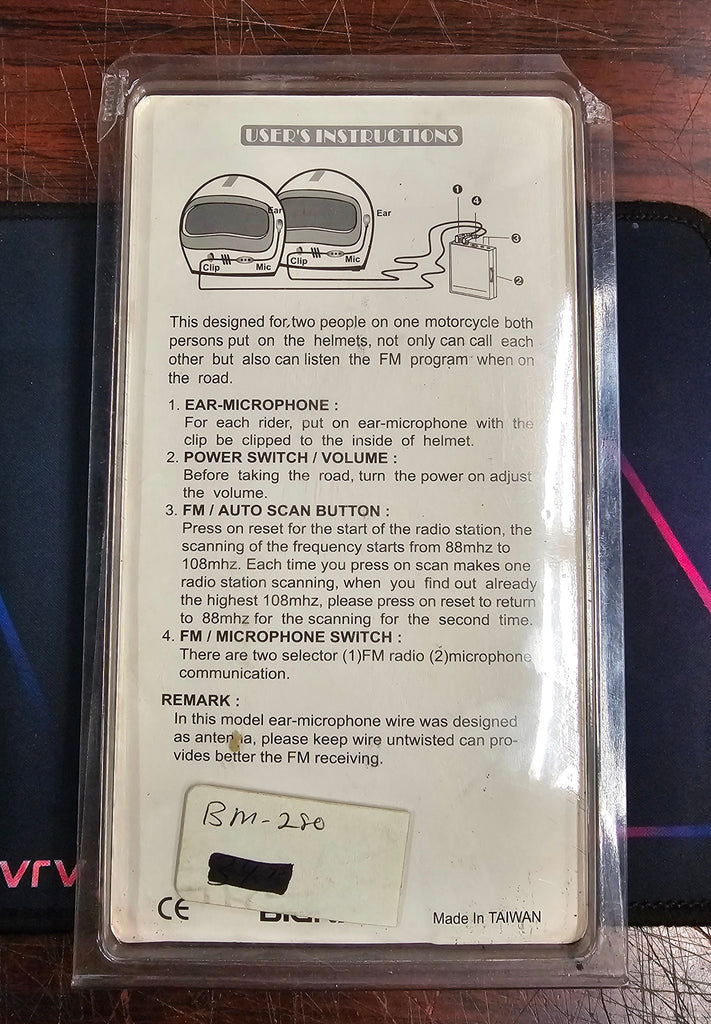 USER'S INSTRUCTIONS
Ear
Ear
Clip
Mic
Clip
Mic
1
4
3
2
This designed for two people on one motorcycle both
persons put on the helmets, not only can call each
other but also can listen the FM program when on
the road.
1. EAR-MICROPHONE :
For each rider, put on ear-microphone with the
clip be clipped to the inside of helmet.
2. POWER SWITCH / VOLUME :
Before taking the road, turn the power on adjust
the volume.
3. FM / AUTO SCAN BUTTON :
Press on reset for the start of the radio station, the
scanning of the frequency starts from 88mhz to
108mhz. Each time you press on scan makes one
radio station scanning, when you find out already
the highest 108mhz, please press on reset to return
to 88mhz for the scanning for the second time.
4. FM / MICROPHONE SWITCH :
There are two selector (1)FM radio (2)microphone
communication.
REMARK :
In this model ear-microphone wire was designed
as antenna, please keep wire untwisted can pro-
vides better the FM receiving.
BM-280
CE
Made In TAIWAN